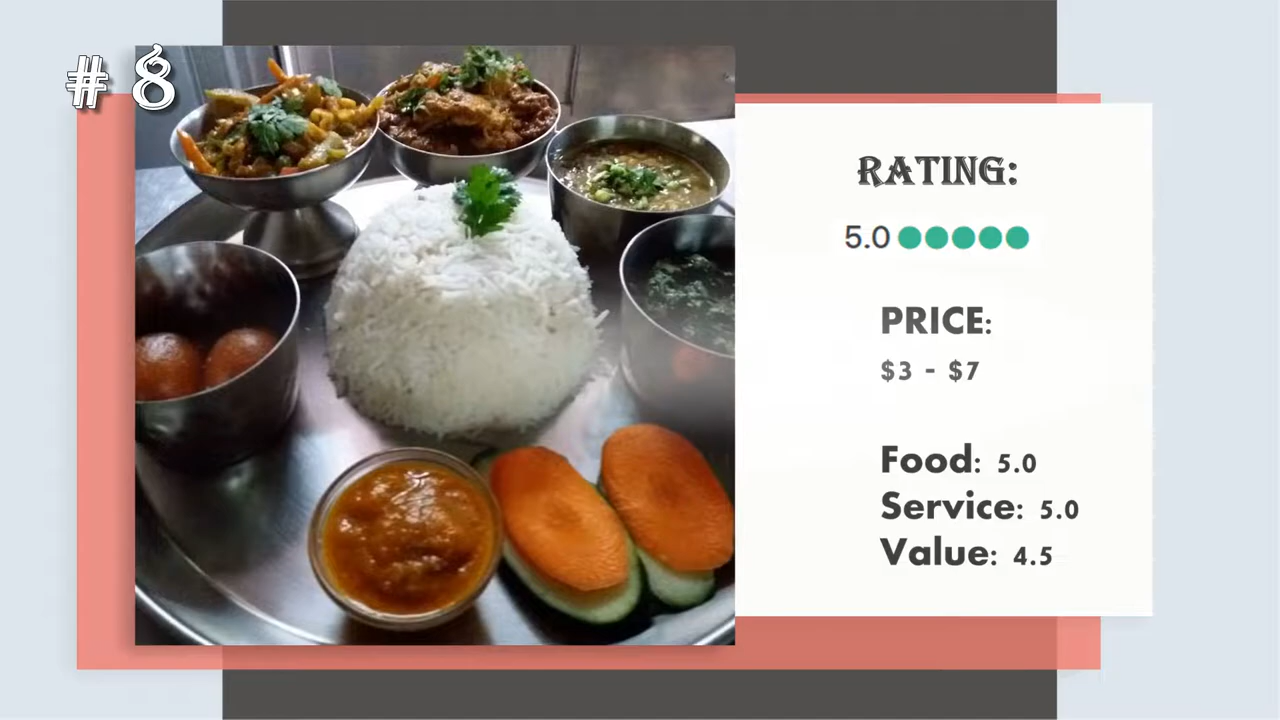 # 8
RATING:
5.0
PRICE:
$3 - $7
Food: 5.0
Service: 5.0
Value: 4.5